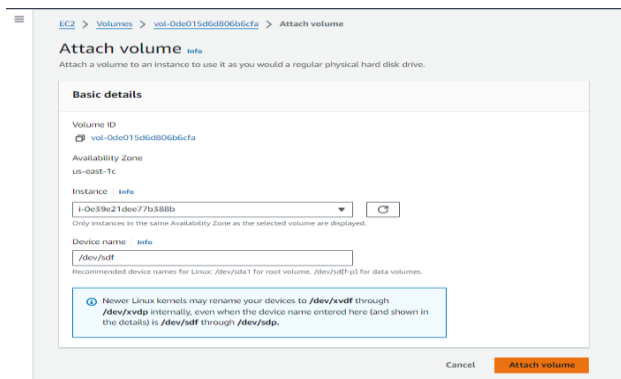 EC2 > Volumes > vol-0de015d6d806b6cfa > Attach volume
Attach volume Info
Attach a volume to an instance to use it as you would a regular physical hard disk drive.
Basic details
Volume ID
vol-0de015d6d806b6cfa
Availability Zone
us-east-1c
Instance Info
i-0e39e21dee77b388b
Only instances in the same Availability Zone as the selected volume are displayed.
Device name Info
/dev/sdf
Recommended device names for Linux: /dev/sda1 for root volume. /dev/sd[f-p] for data volumes.
Newer Linux kernels may rename your devices to /dev/xvdf through
/dev/xvdp internally, even when the device name entered here (and shown in
the details) is /dev/sdf through /dev/sdp.
Cancel Attach volume